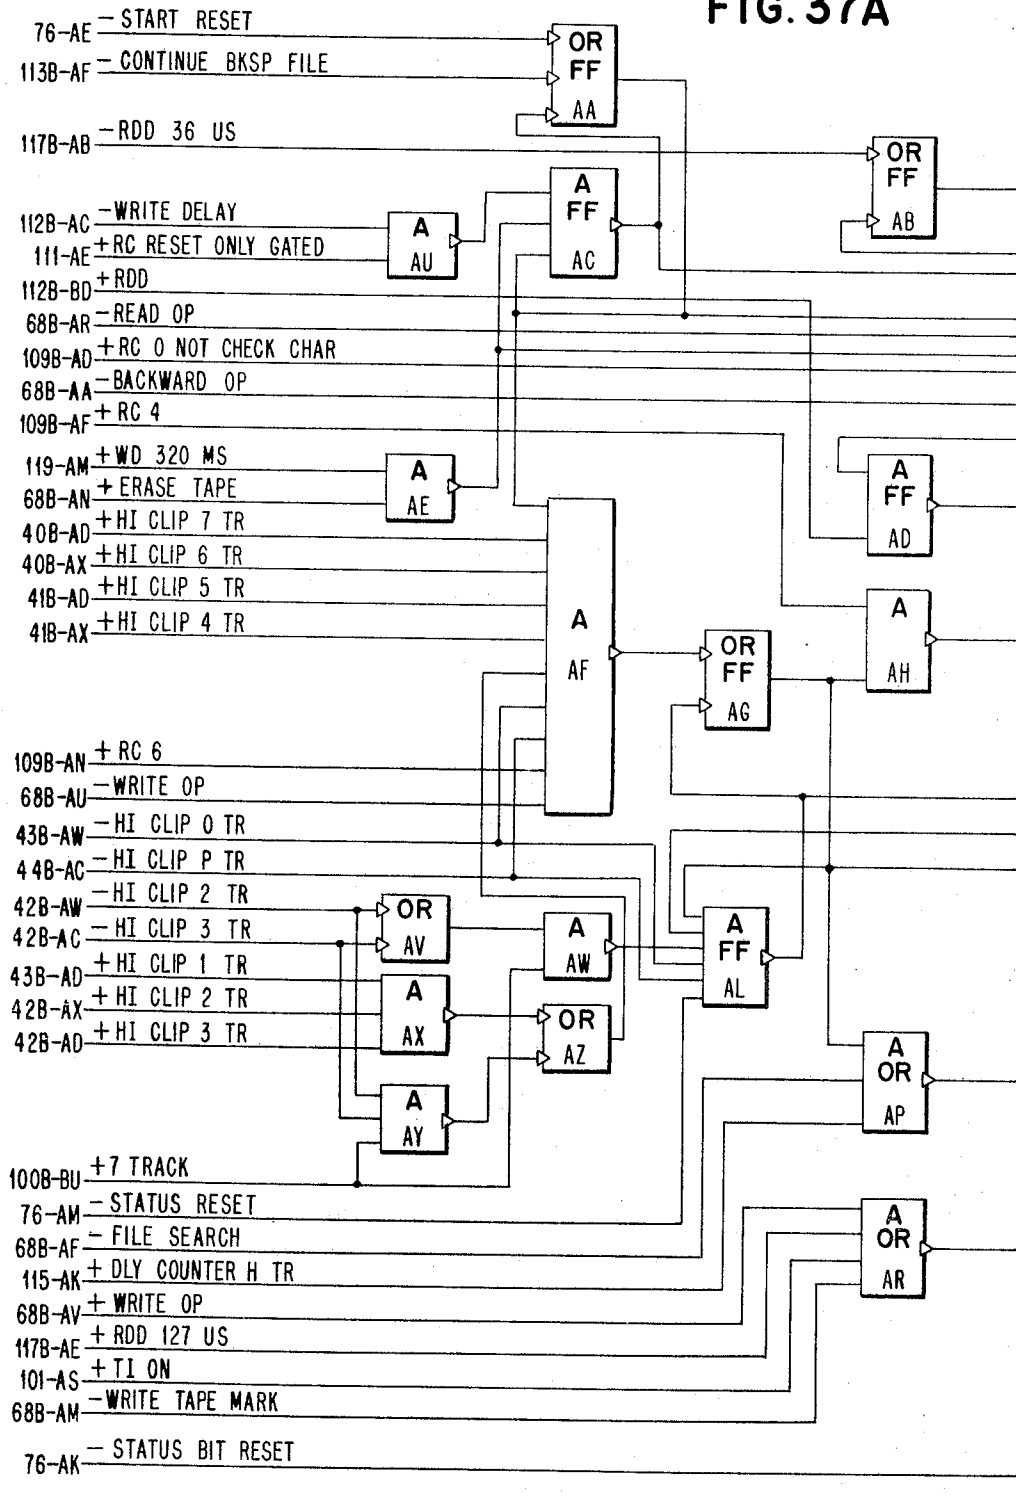 FIG. 37A
76-AE - START RESET
113B-AF - CONTINUE BKSP FILE
OR
FF
AA
117B-AB -RDD 36 US
OR
FF
AB
112B-AC -WRITE DELAY
111-AE +RC RESET ONLY GATED
A
AU
A
FF
AC
112B-BD +RDD
68B-AR -READ OP
109B-AD +RC 0 NOT CHECK CHAR
68B-AA -BACKWARD OP
109B-AF +RC 4
119-AM +WD 320 MS
68B-AN +ERASE TAPE
A
AE
A
FF
AD
40B-AD +HI CLIP 7 TR
40B-AX +HI CLIP 6 TR
41B-AD +HI CLIP 5 TR
41B-AX +HI CLIP 4 TR
A
AF
OR
FF
AG
A
AH
109B-AN +RC 6
68B-AU -WRITE OP
43B-AW -HI CLIP 0 TR
44B-AC -HI CLIP P TR
42B-AW -HI CLIP 2 TR
42B-AC -HI CLIP 3 TR
43B-AD +HI CLIP 1 TR
42B-AX +HI CLIP 2 TR
42B-AD +HI CLIP 3 TR
OR
AV
A
AX
A
AY
A
AW
OR
AZ
A
FF
AL
A
OR
AP
100B-BU +7 TRACK
76-AM - STATUS RESET
68B-AF - FILE SEARCH
115-AK + DLY COUNTER H TR
68B-AV + WRITE OP
117B-AE + RDD 127 US
101-AS + TI ON
68B-AM -WRITE TAPE MARK
A
OR
AR
76-AK - STATUS BIT RESET